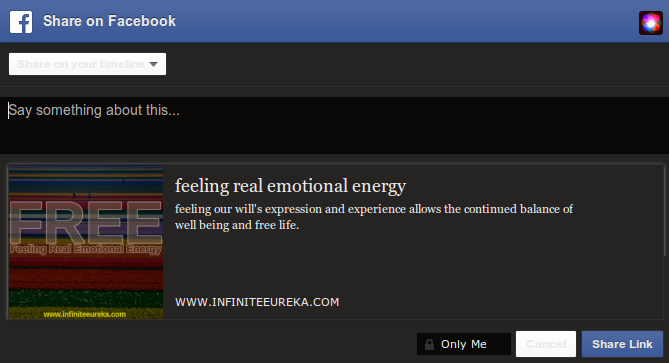 Share on Facebook
Share on your timeline
Say something about this...
FREE
Feeling Real Emotional Energy
www.infiniteeureka.com
feeling real emotional energy
feeling our will's expression and experience allows the continued balance of
well being and free life.
WWW.INFINITEEUREKA.COM
Only Me
Cancel
Share Link